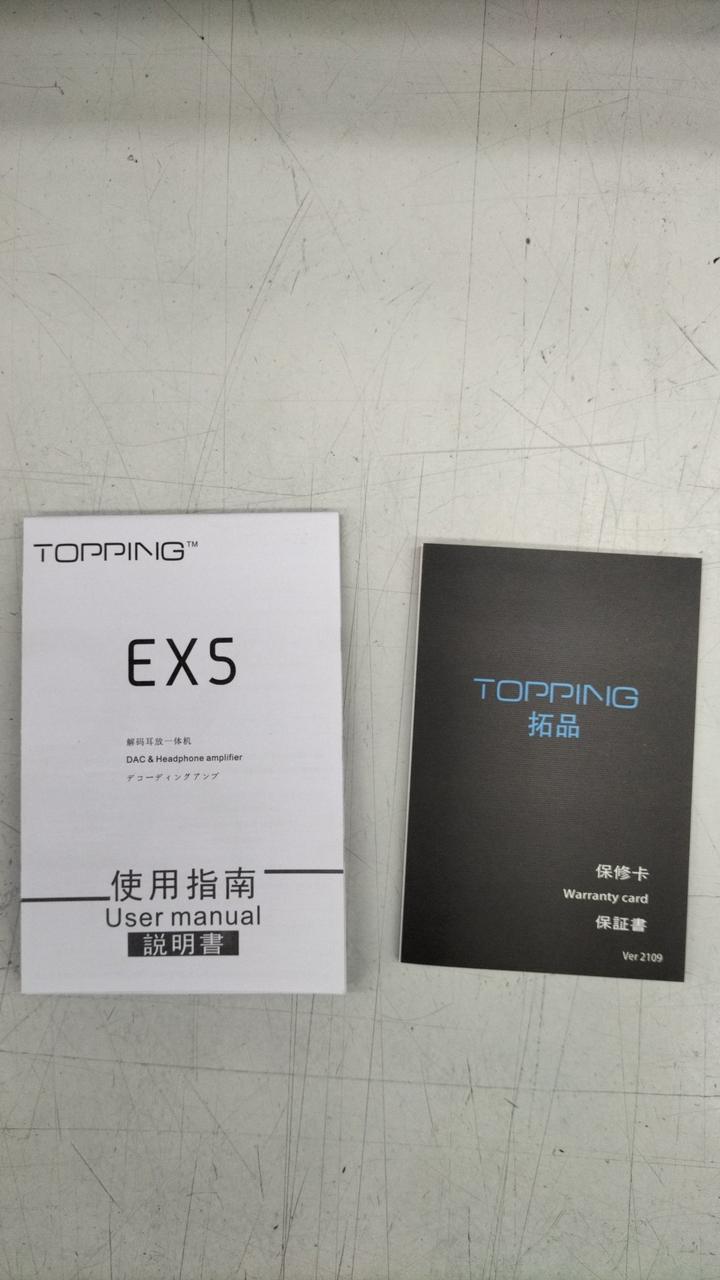 TOPPING™
EX5
解码耳放一体机
DAC & Headphone amplifier
デコーディングアンプ
使用指南
User manual
説明書
TOPPING
拓品
保修卡
Warranty card
保証書
Ver 2109